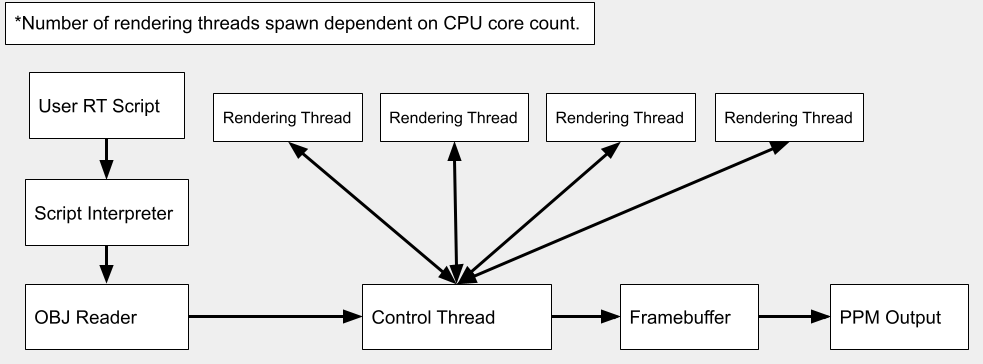 *Number of rendering threads spawn dependent on CPU core count.
User RT Script
Rendering Thread
Rendering Thread
Rendering Thread
Rendering Thread
Script Interpreter
OBJ Reader
Control Thread
Framebuffer
PPM Output